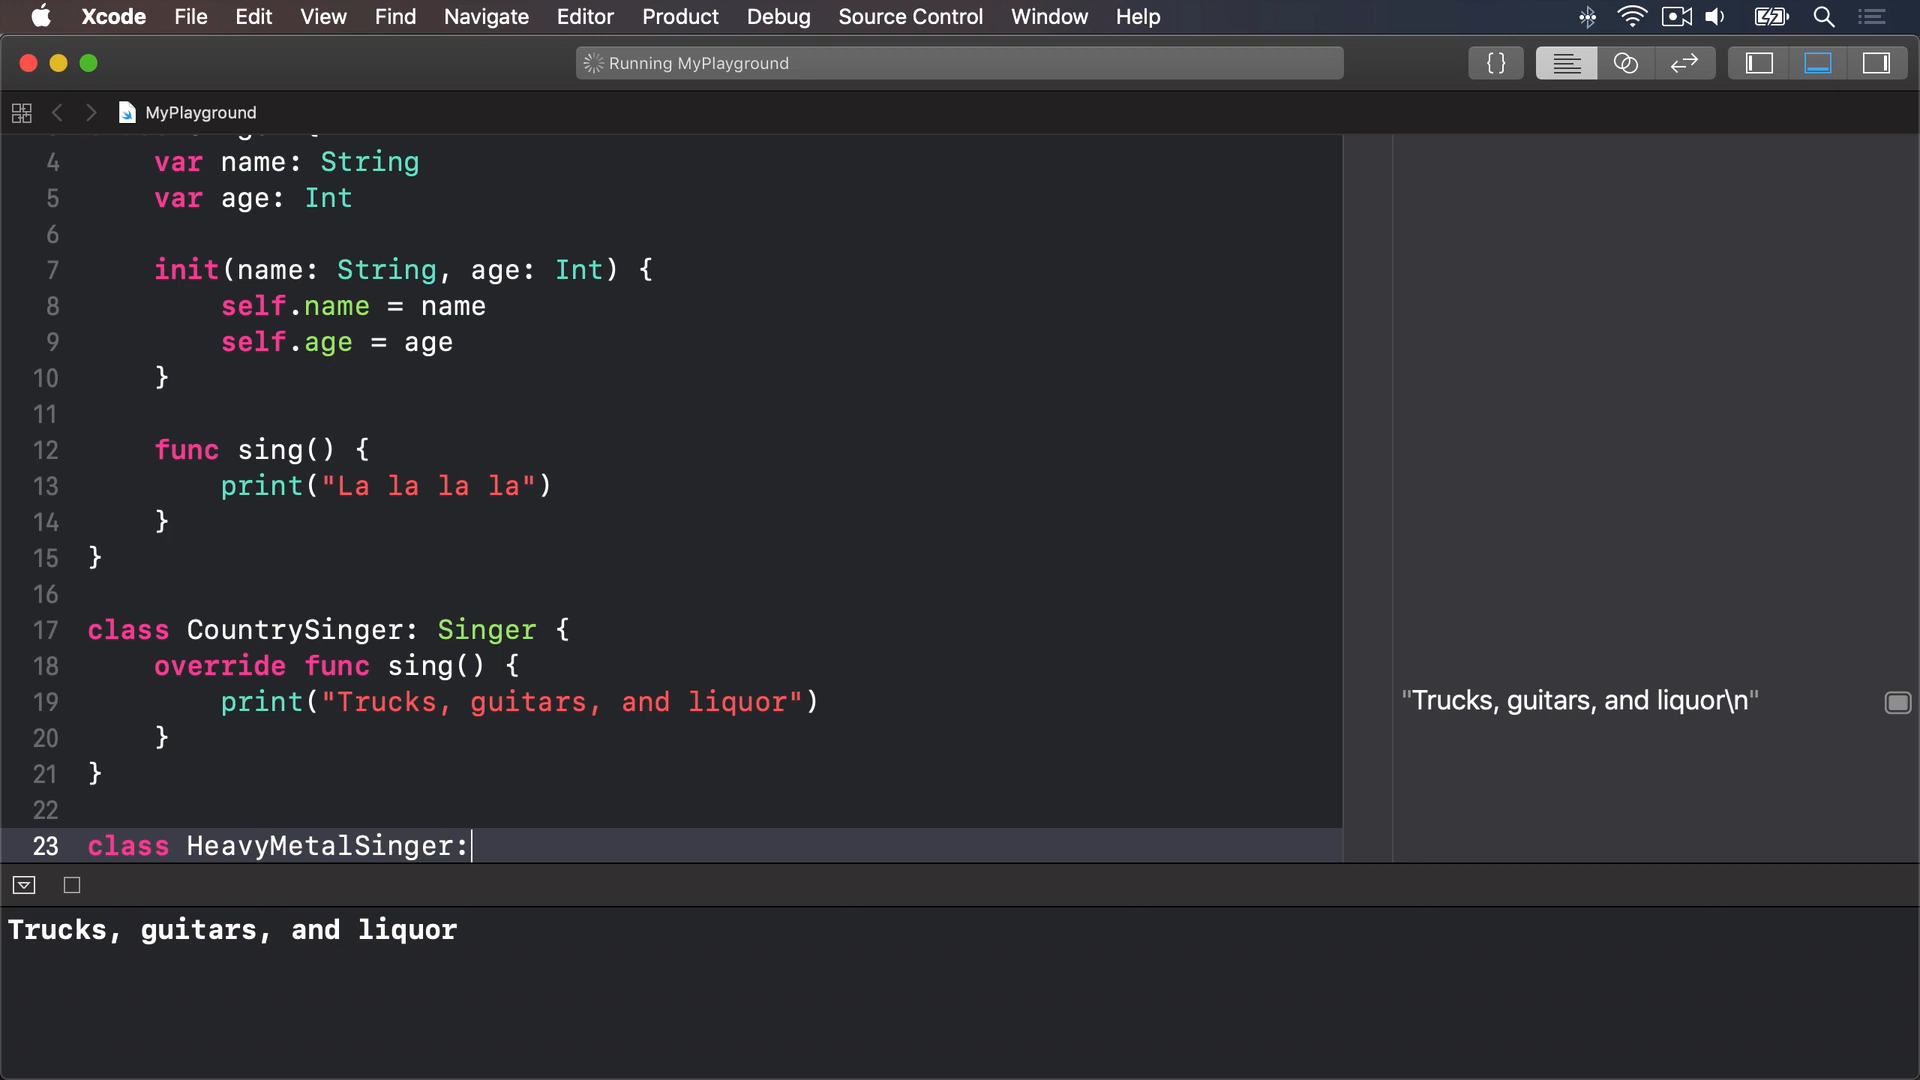 Xcode File Edit View Find Navigate Editor Product Debug Source Control Window Help
Running MyPlayground
{}
MyPlayground
4 var name: String
5 var age: Int
6
7 init(name: String, age: Int) {
8 self.name = name
9 self.age = age
10 }
11
12 func sing() {
13 print("La la la la")
14 }
15 }
16
17 class CountrySinger: Singer {
18 override func sing() {
19 print("Trucks, guitars, and liquor")
"Trucks, guitars, and liquor\n"
20 }
21 }
22
23 class HeavyMetalSinger:
Trucks, guitars, and liquor